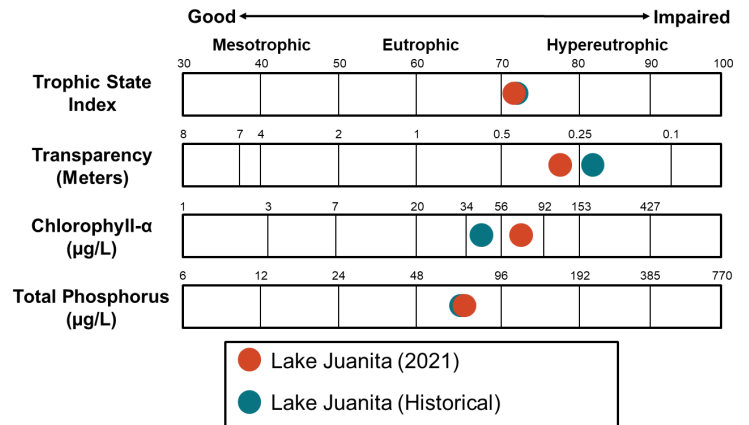 Good Impaired
Mesotrophic Eutrophic Hypereutrophic
30 40 50 60 70 80 90 100
Trophic State
Index
8 7 4 2 1 0.5 0.25 0.1
Transparency
(Meters)
1 3 7 20 34 56 92 153 427
Chlorophyll-α
(µg/L)
6 12 24 48 96 192 385 770
Total Phosphorus
(µg/L)
Lake Juanita (2021)
Lake Juanita (Historical)